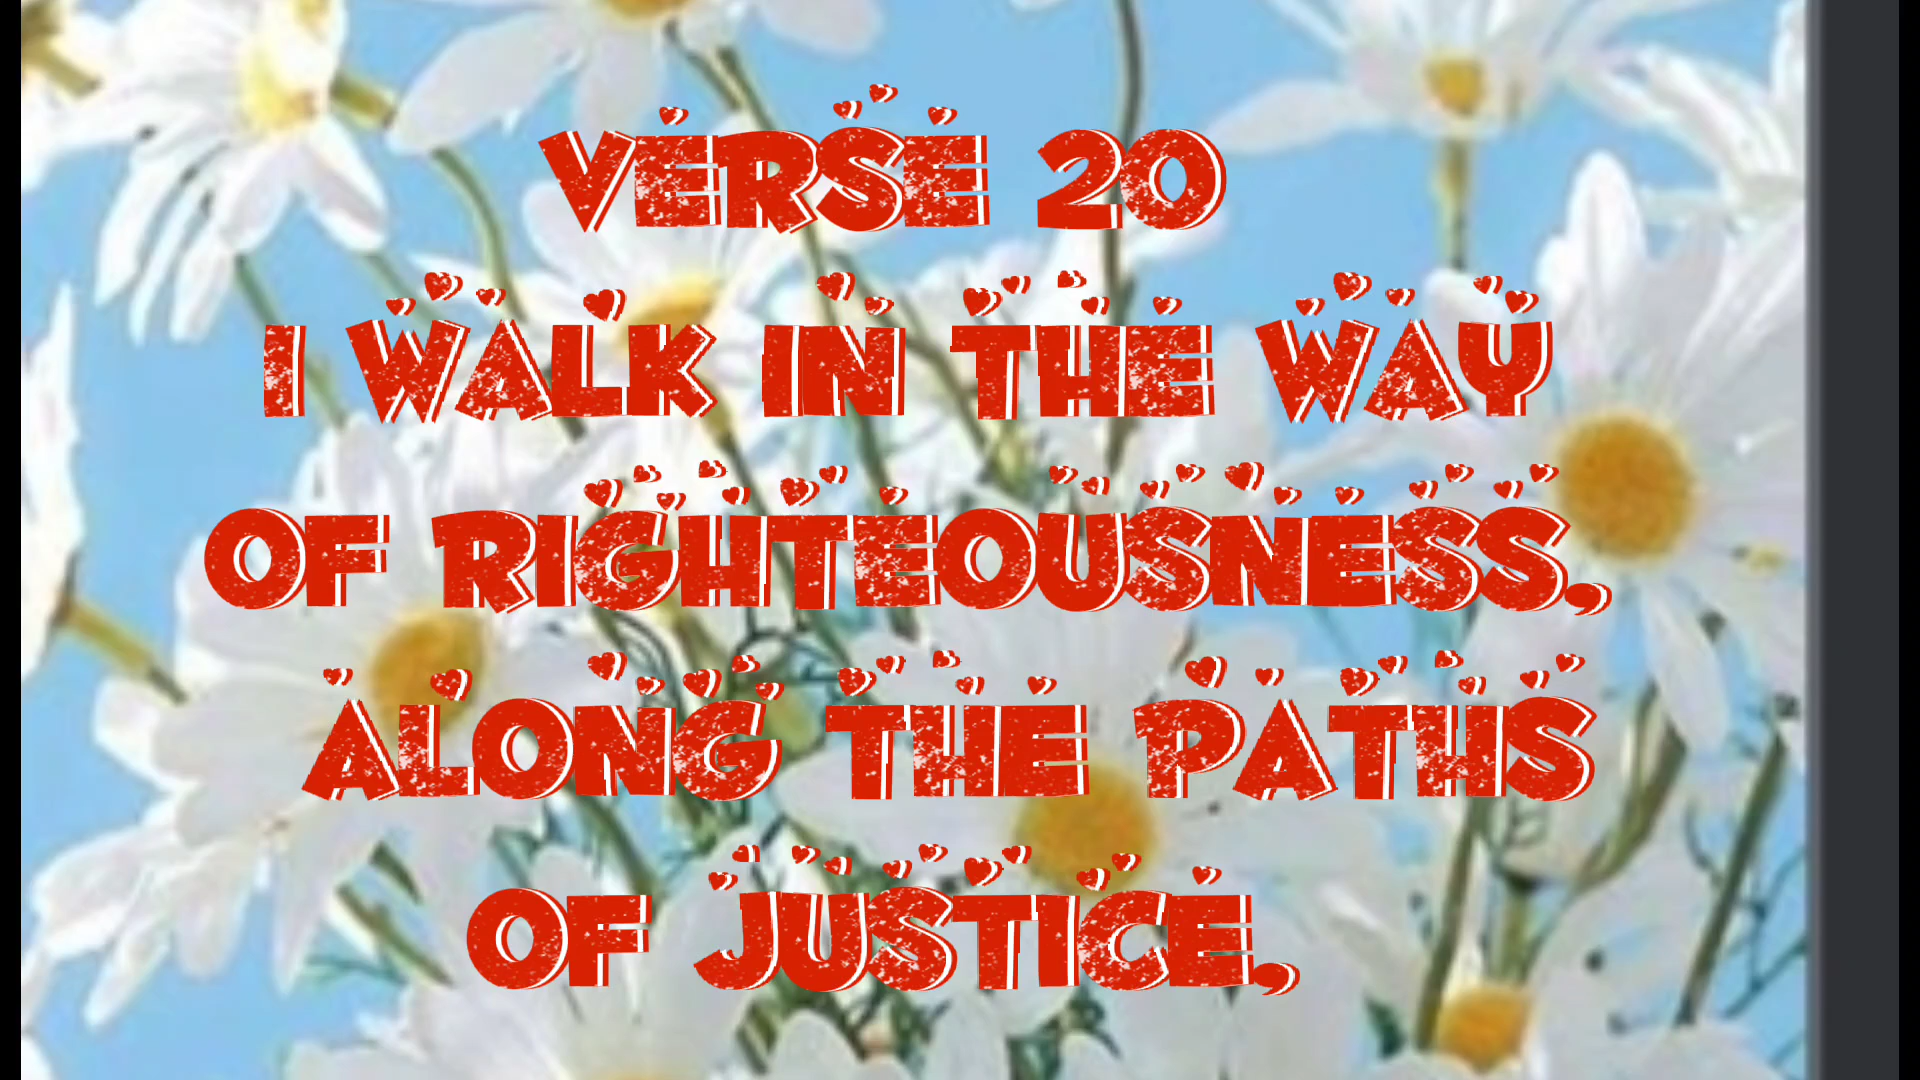 VERSE 20
I WALK IN THE WAY
OF RIGHTEOUSNESS,
ALONG THE PATHS
OF JUSTICE,